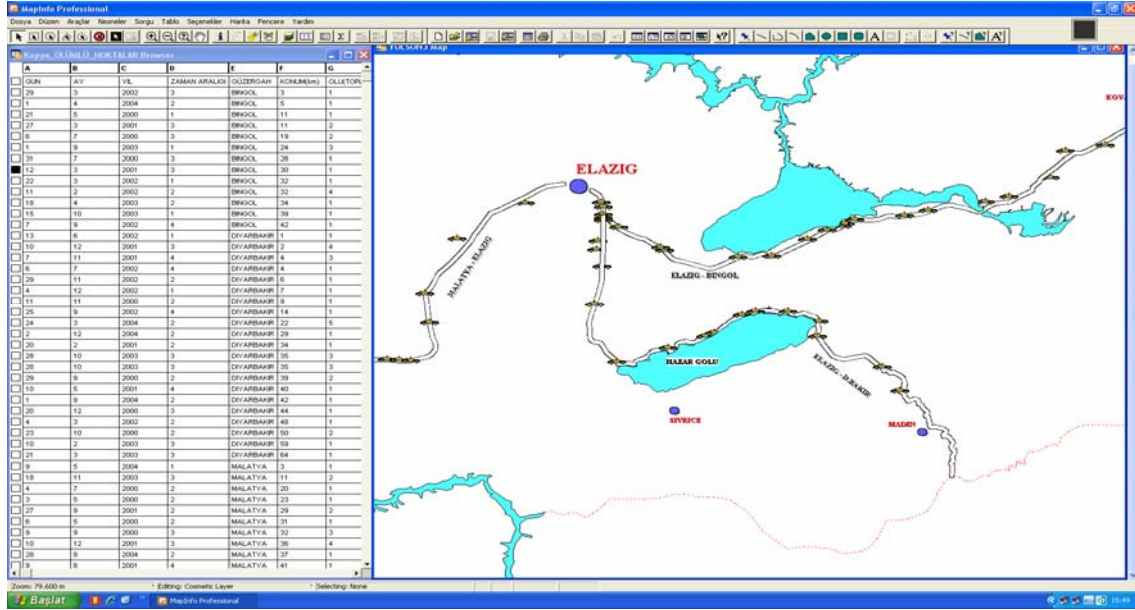 MapInfo Professional
Dosya Düzen Araçlar Nesneler Sorgu Tablo Seçenekler Harita Pencere Yardım
Kopya_ÖLÜMLÜ_NOKTALAR Browser
A B C D E F G
GUN AY YIL ZAMAN ARALIGI GÜZERGAH KONUM(km)
29 3 2002 3 BINGOL 3 1
1 4 2004 2 BINGOL 5 1
21 5 2000 1 BINGOL 11 1
27 3 2001 3 BINGOL 11 2
6 7 2000 3 BINGOL 19 2
1 9 2003 1 BINGOL 24 3
31 7 2000 3 BINGOL 28 1
12 3 2001 3 BINGOL 30 1
22 3 2002 1 BINGOL 32 1
11 2 2002 2 BINGOL 32 4
18 4 2003 2 BINGOL 34 1
15 10 2003 1 BINGOL 39 1
7 9 2002 4 BINGOL 42 1
13 6 2002 1 DIYARBAKIR 1 1
10 12 2001 3 DIYARBAKIR 2 4
7 11 2001 4 DIYARBAKIR 4 3
6 7 2002 4 DIYARBAKIR 4 1
29 11 2002 2 DIYARBAKIR 6 1
4 12 2002 1 DIYARBAKIR 7 1
11 11 2000 2 DIYARBAKIR 9 1
25 9 2002 4 DIYARBAKIR 14 1
24 3 2004 2 DIYARBAKIR 22 5
2 12 2004 2 DIYARBAKIR 29 1
20 2 2001 2 DIYARBAKIR 34 1
28 10 2003 3 DIYARBAKIR 35 3
28 10 2003 3 DIYARBAKIR 35 3
29 9 2000 2 DIYARBAKIR 39 2
10 5 2001 4 DIYARBAKIR 40 1
1 9 2004 2 DIYARBAKIR 42 1
20 12 2000 3 DIYARBAKIR 44 1
4 3 2002 2 DIYARBAKIR 48 1
23 10 2000 2 DIYARBAKIR 50 2
10 2 2003 3 DIYARBAKIR 59 1
21 3 2003 3 DIYARBAKIR 64 1
9 5 2004 1 MALATYA 3 1
18 11 2003 3 MALATYA 11 2
4 7 2000 2 MALATYA 20 1
3 5 2000 2 MALATYA 23 1
27 9 2001 2 MALATYA 29 2
6 5 2000 2 MALATYA 31 1
9 9 2000 3 MALATYA 32 3
10 12 2001 3 MALATYA 36 4
28 8 2004 2 MALATYA 37 1
9 8 2001 4 MALATYA 41 1
YOLSONO Map
ELAZIG
MALATYA - ELAZIG
ELAZIG - BINGOL
HAZAR GOLU
ELAZIG - D.BAKIR
SIVRICE
MADEN
Zoom: 79.600 m
Editing: Cosmetic Layer
Selecting: None
Başlat
MapInfo Professional
15:49